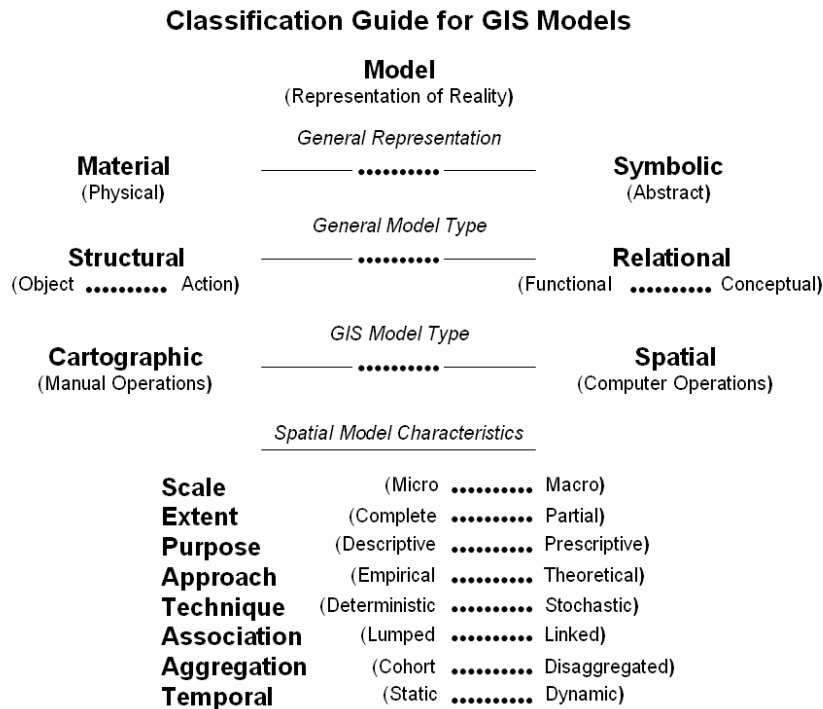 Classification Guide for GIS Models
Model
(Representation of Reality)
General Representation
Material .......... Symbolic
(Physical) (Abstract)
General Model Type
Structural .......... Relational
(Object .......... Action) (Functional .......... Conceptual)
GIS Model Type
Cartographic .......... Spatial
(Manual Operations) (Computer Operations)
Spatial Model Characteristics
Scale (Micro .......... Macro)
Extent (Complete .......... Partial)
Purpose (Descriptive .......... Prescriptive)
Approach (Empirical .......... Theoretical)
Technique (Deterministic .......... Stochastic)
Association (Lumped .......... Linked)
Aggregation (Cohort .......... Disaggregated)
Temporal (Static .......... Dynamic)